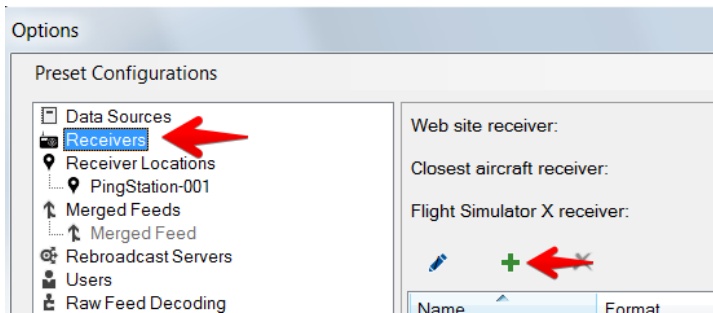 Options
Preset Configurations
Data Sources
Receivers
Receiver Locations
PingStation-001
Merged Feeds
Merged Feed
Rebroadcast Servers
Users
Raw Feed Decoding
Web site receiver:
Closest aircraft receiver:
Flight Simulator X receiver:
Name Format